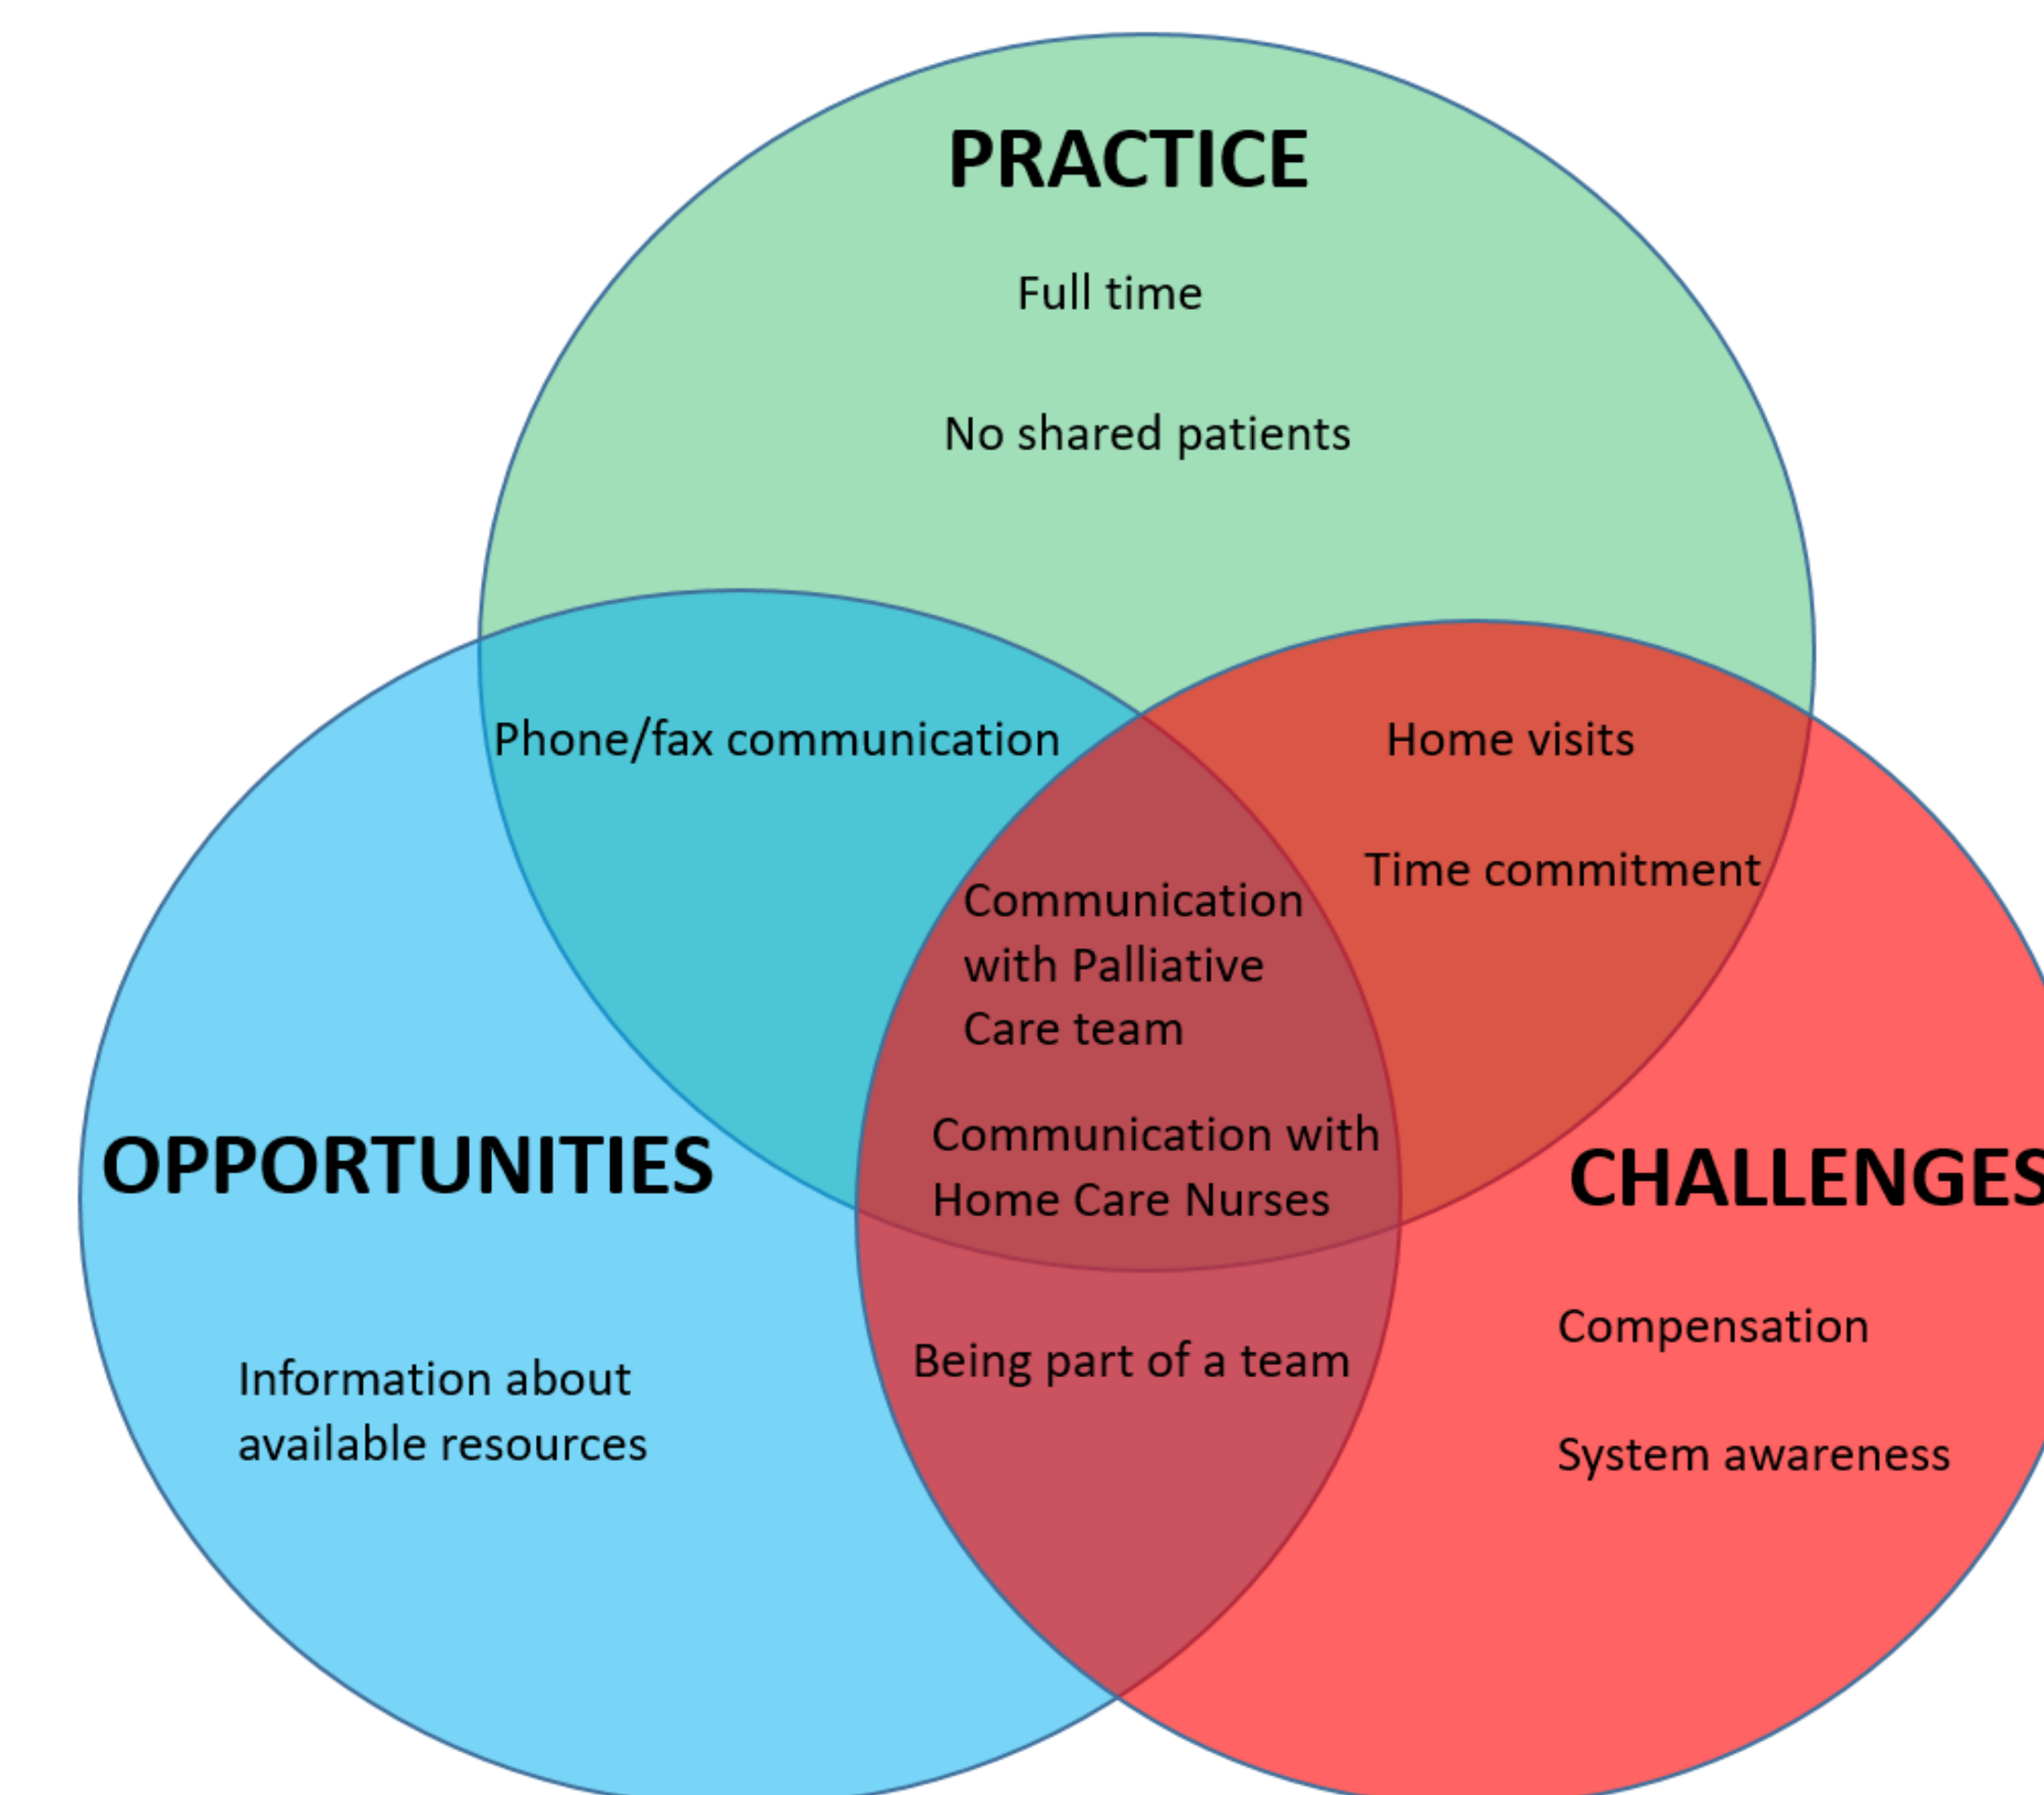 PRACTICE
Full time
No shared patients
Phone/fax communication
Home visits
Time commitment
Communication
with Palliative
Care team
Communication with
Home Care Nurses
OPPORTUNITIES
CHALLENGES
Being part of a team
Information about
available resources
Compensation
System awareness